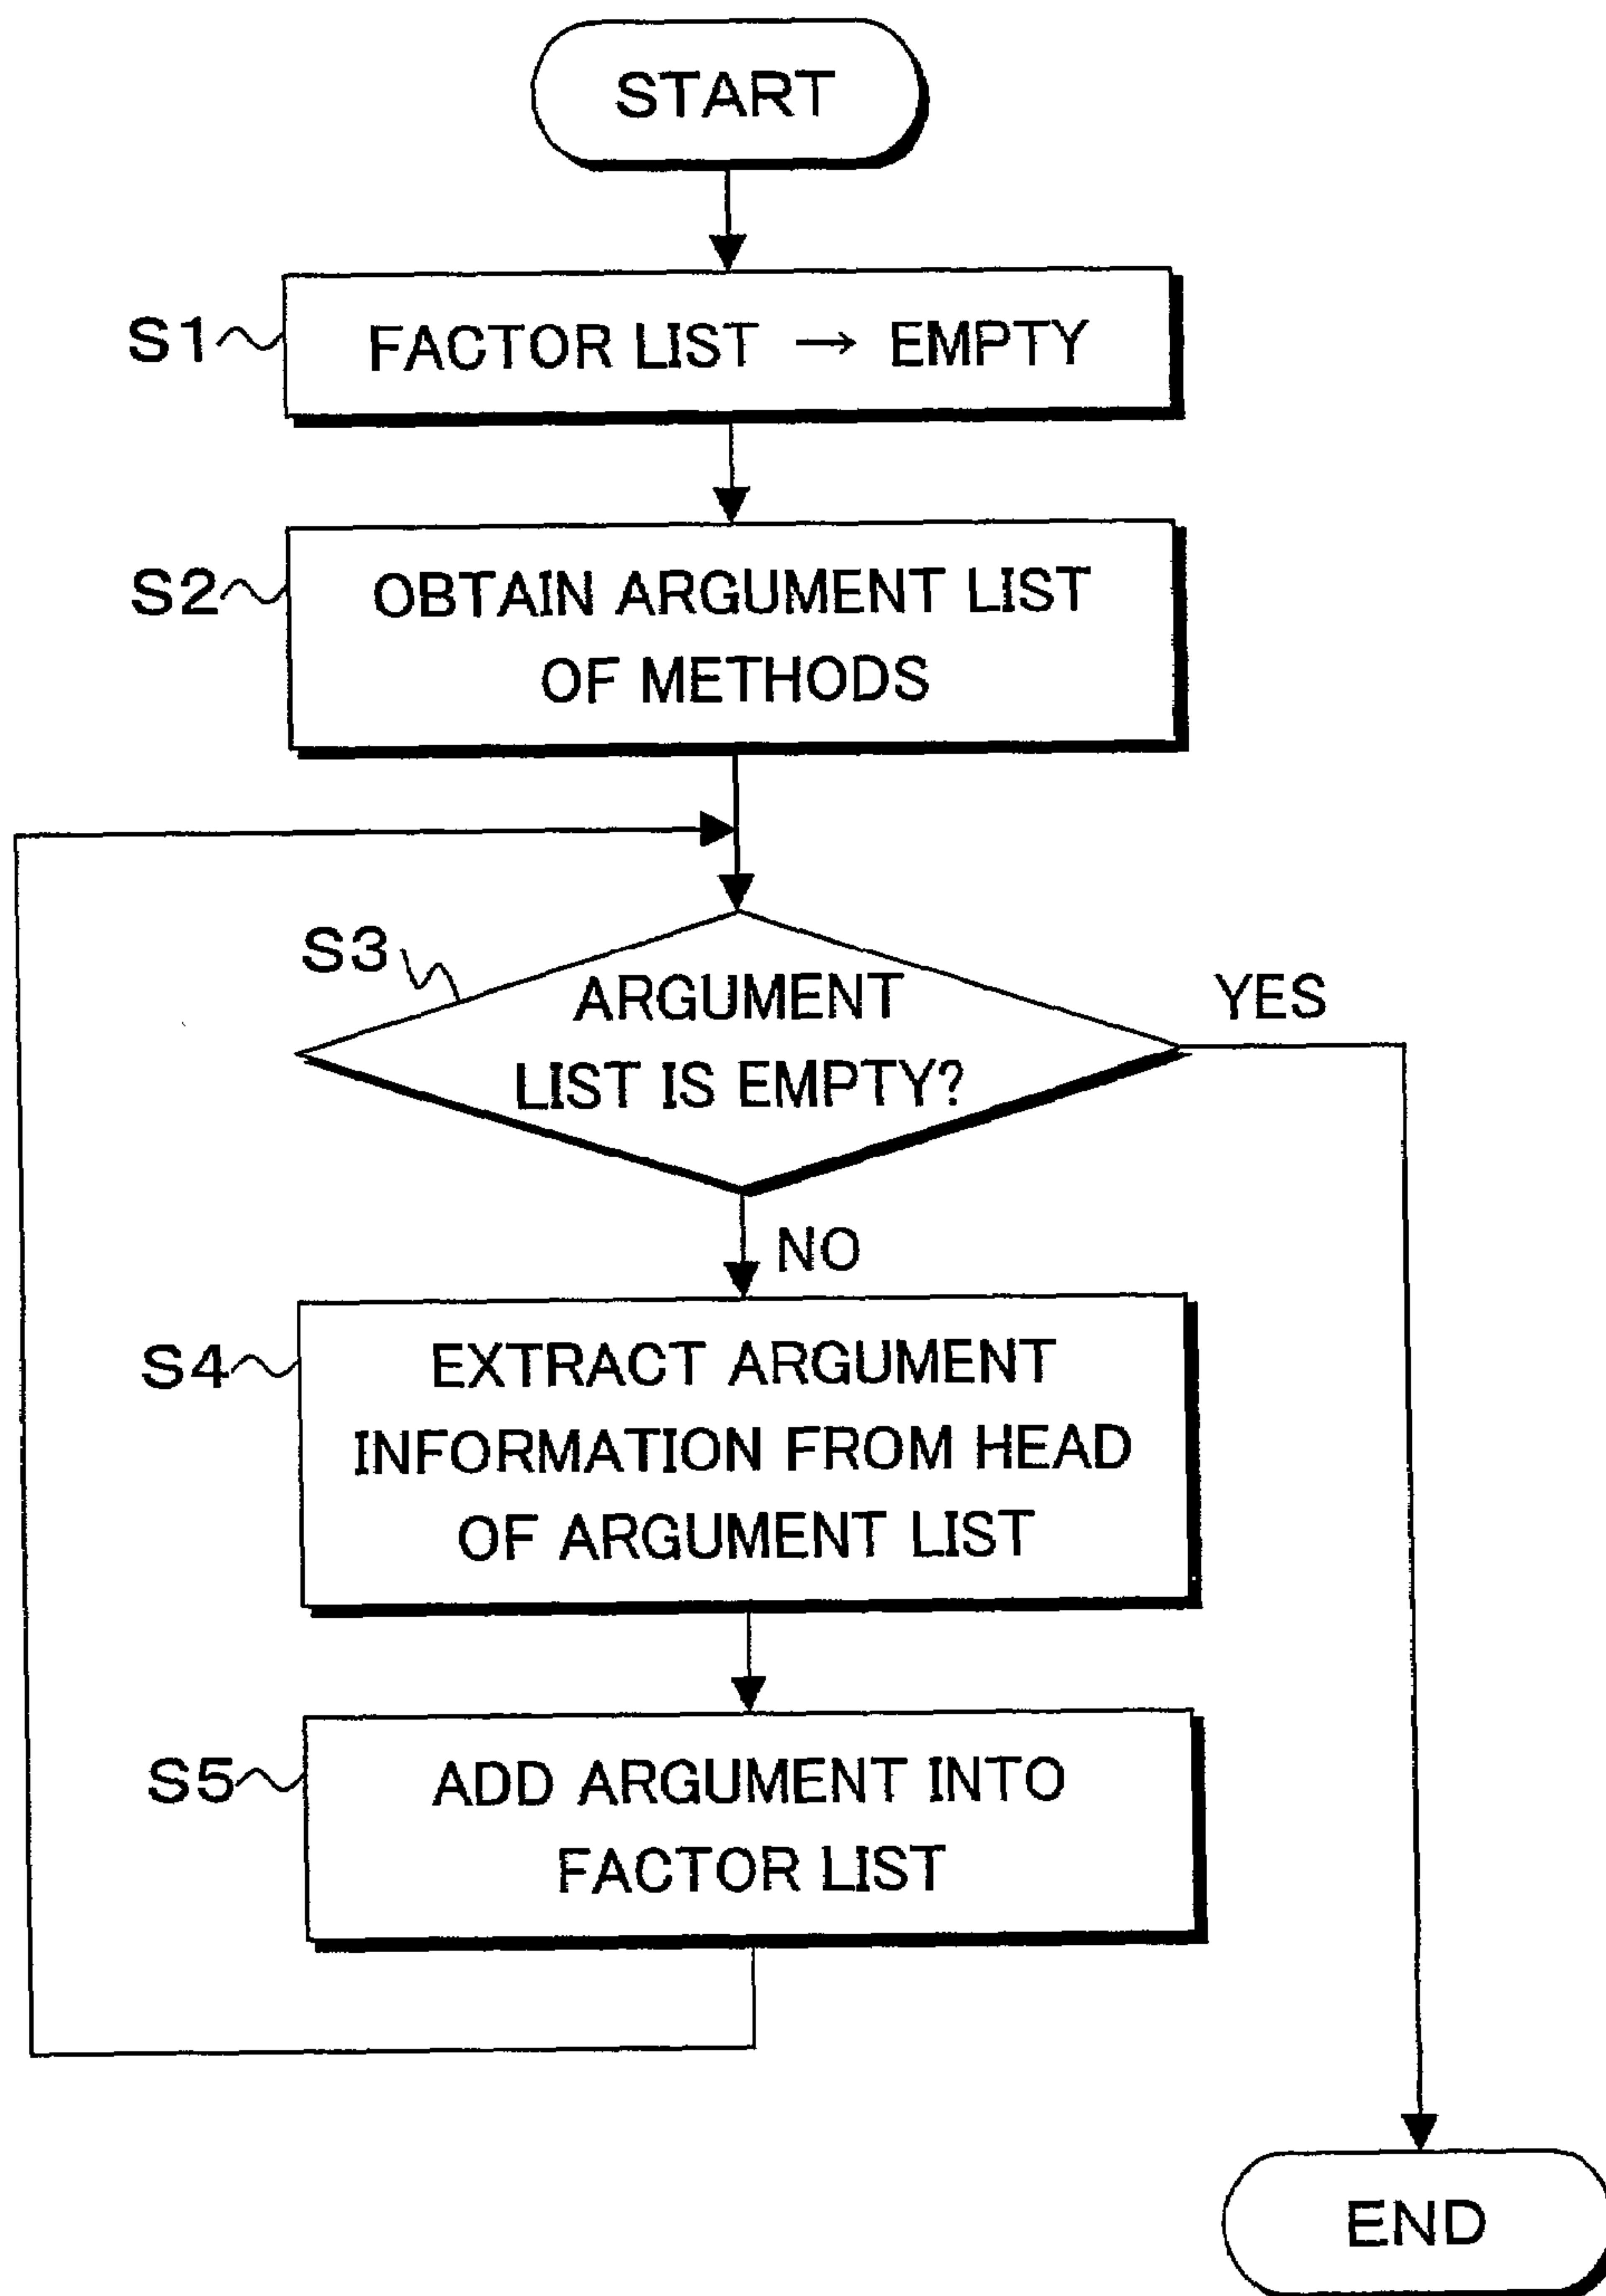 START
S1
FACTOR LIST → EMPTY
S2
OBTAIN ARGUMENT LIST
OF METHODS
S3
ARGUMENT
LIST IS EMPTY?
YES
NO
S4
EXTRACT ARGUMENT
INFORMATION FROM HEAD
OF ARGUMENT LIST
S5
ADD ARGUMENT INTO
FACTOR LIST
END